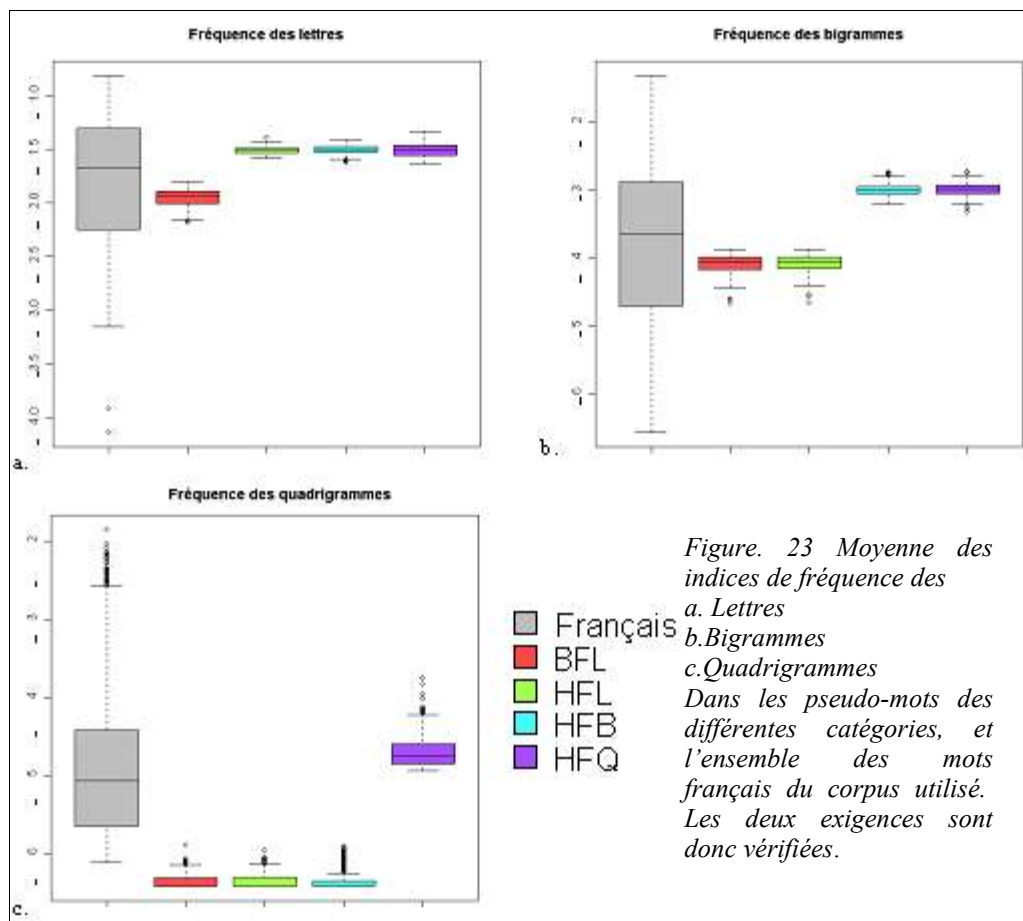 Fréquence des lettres
-1.0
-1.5
-2.0
-2.5
-3.0
-3.5
-4.0
a.
Fréquence des bigrammes
-2
-3
-4
-5
-6
b.
Fréquence des quadrigrammes
-2
-3
-4
-5
-6
c.
Français
BFL
HFL
HFB
HFQ
Figure. 23 Moyenne des
indices de fréquence des
a. Lettres
b.Bigrammes
c.Quadrigrammes
Dans les pseudo-mots des
différentes catégories, et
l’ensemble des mots
français du corpus utilisé.
Les deux exigences sont
donc vérifiées.